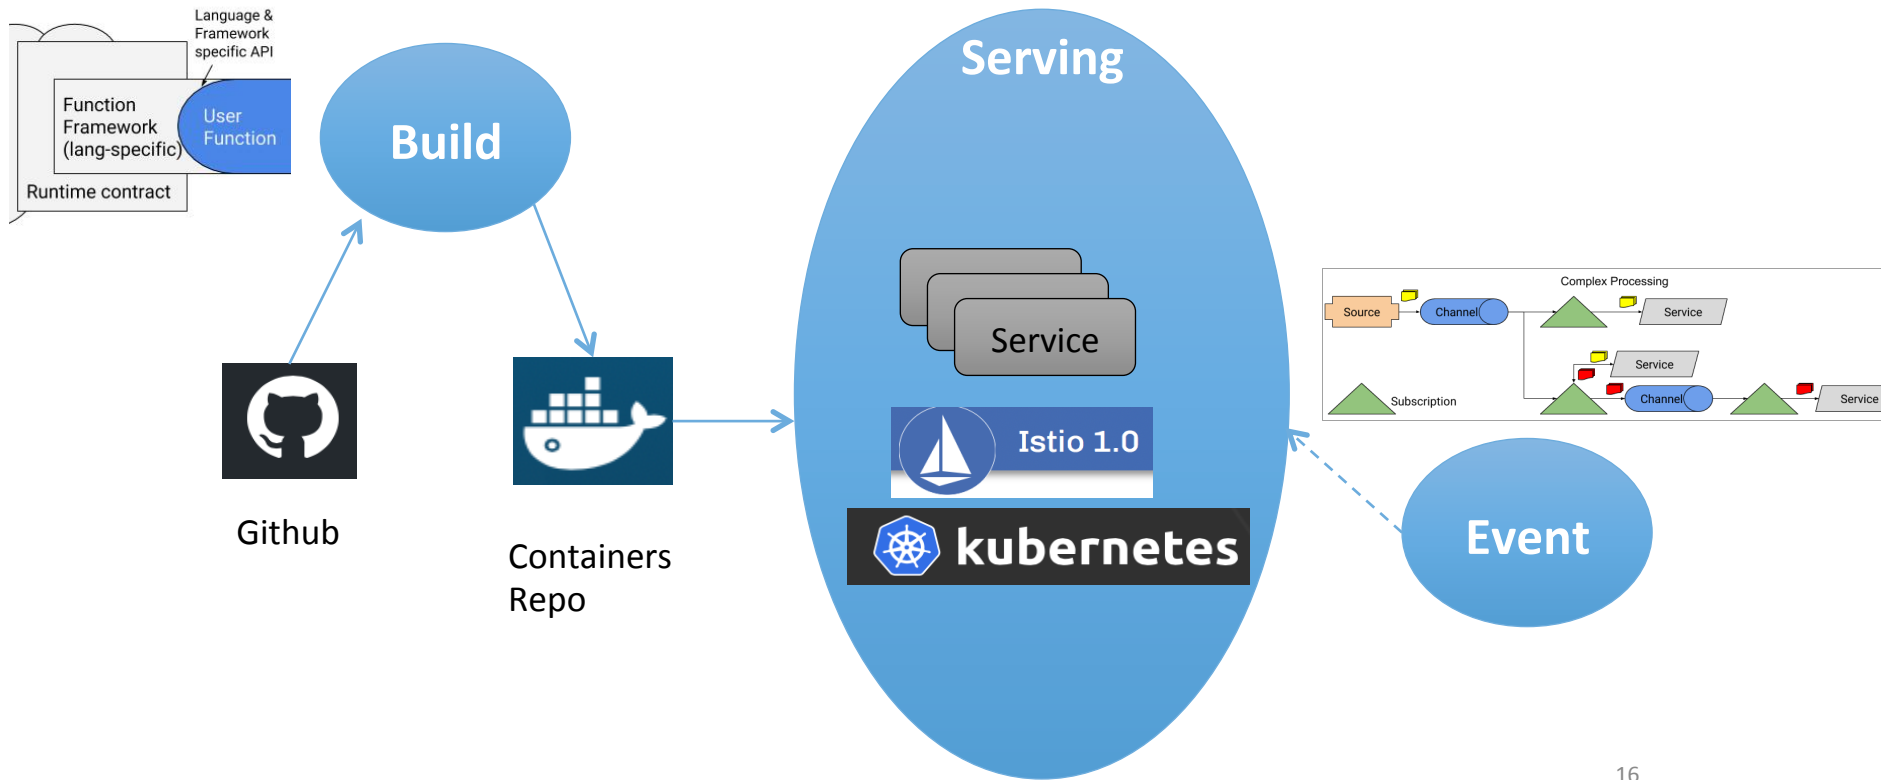 Language &
Framework
specific API
Function
Framework
(lang-specific)
User
Function
Runtime contract
Build
Github
Containers
Repo
Serving
Service
Istio 1.0
kubernetes
Complex Processing
Source
Channel
Service
Service
Subscription
Channel
Service
Event
16